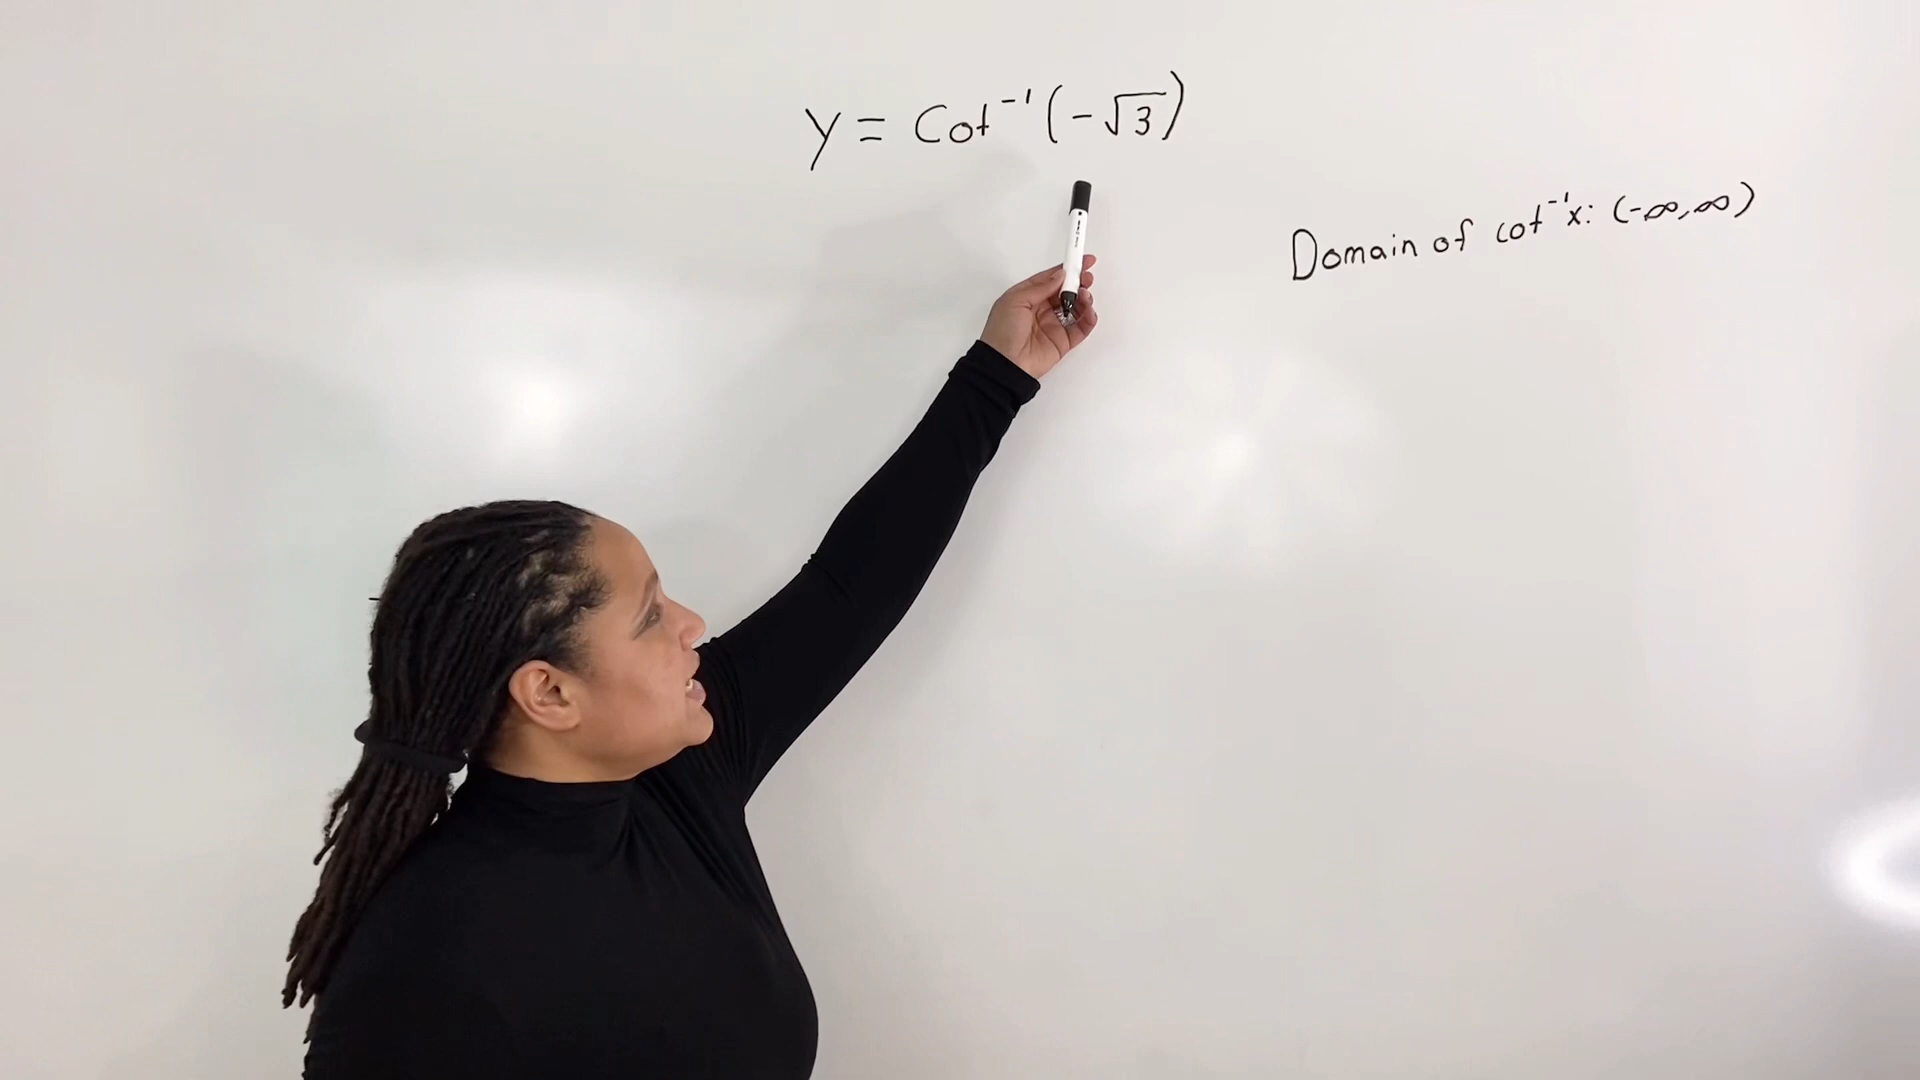 y = Cot⁻¹(-√3)
Domain of cot⁻¹x: (-∞,∞)